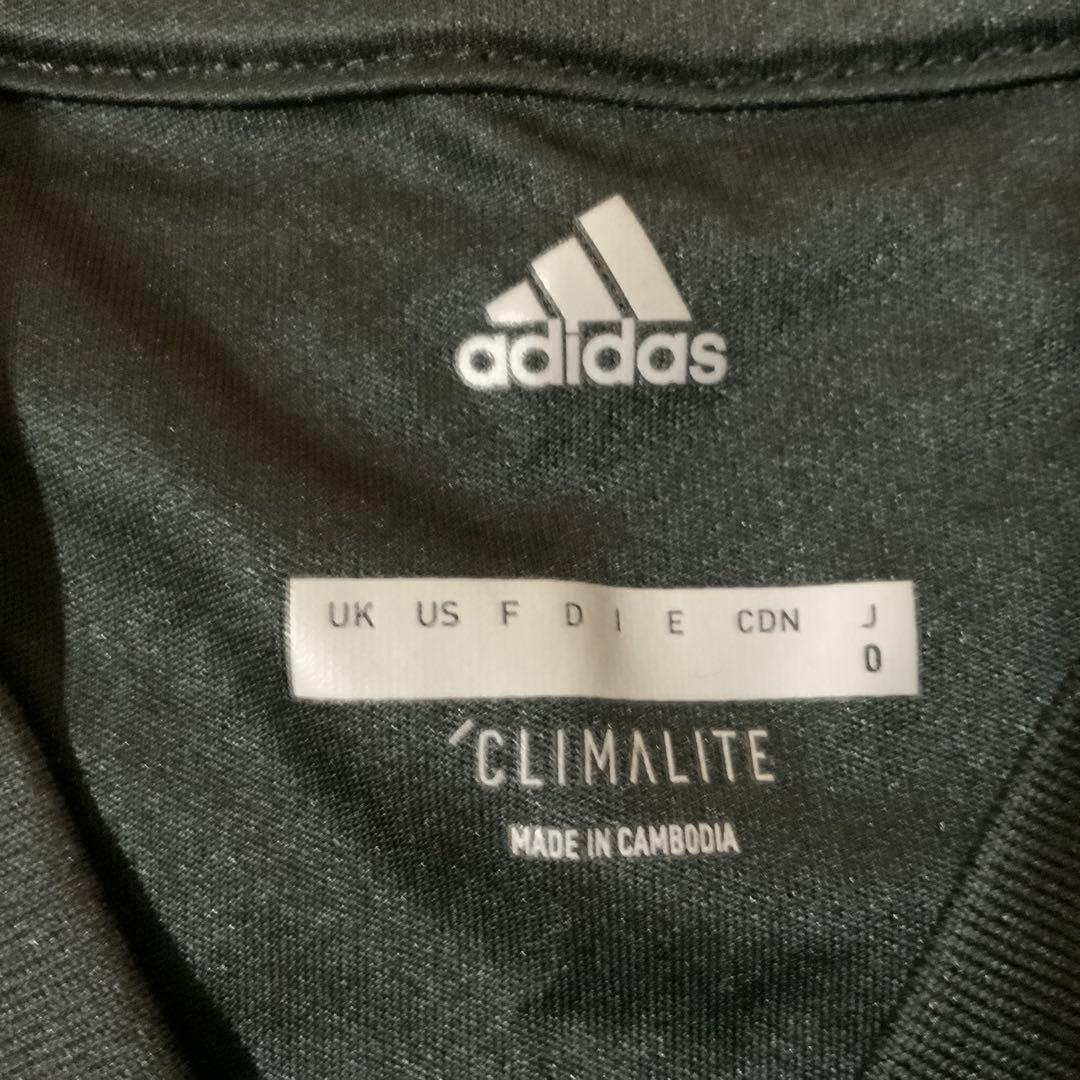 adidas
UK US F D I E CDN J
O
CLIMALITE
MADE IN CAMBODIA